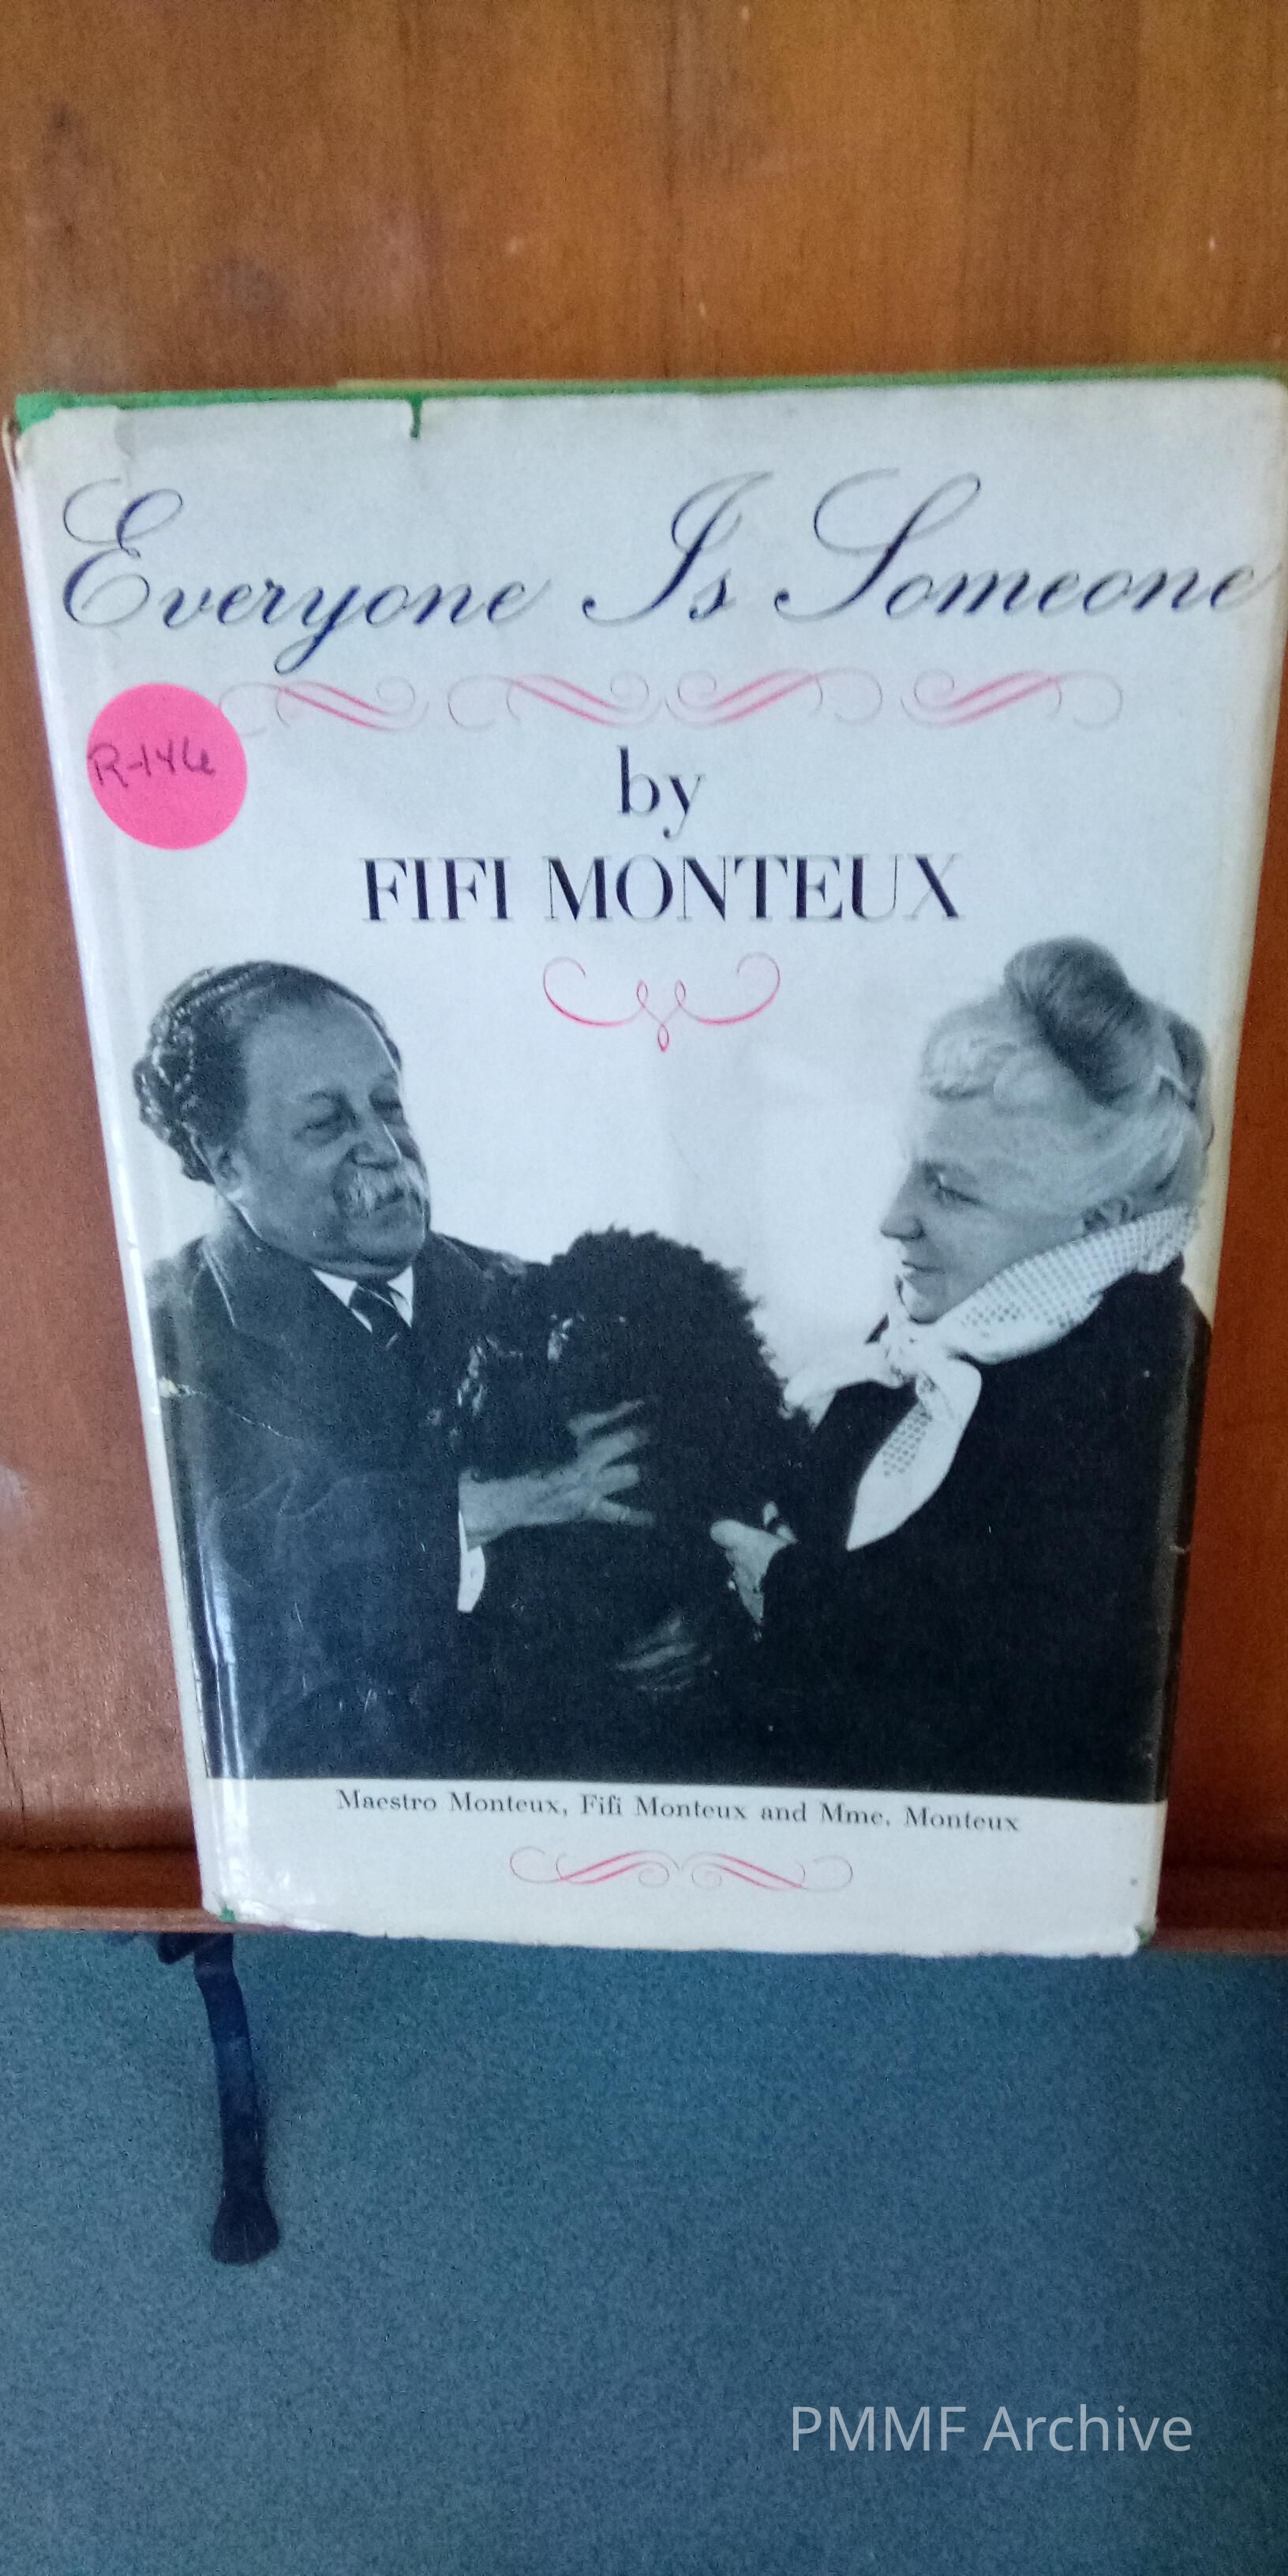 Everyone Is Someone
R-146
by
FIFI MONTEUX
Maestro Monteux, Fifi Monteux and Mme. Monteux
PMMF Archive